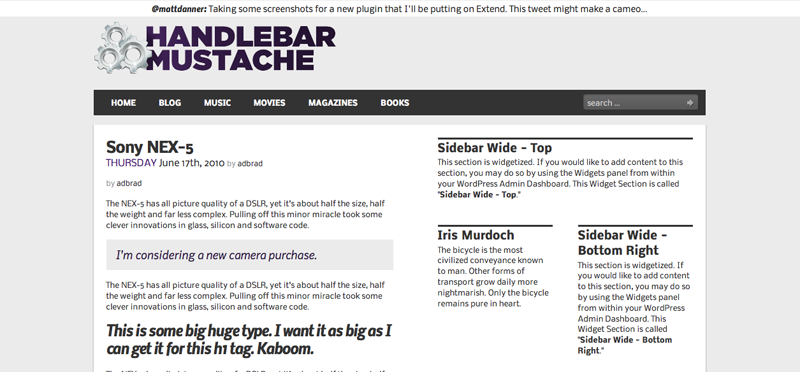 @mattdanner: Taking some screenshots for a new plugin that I'll be putting on Extend. This tweet might make a cameo...
HANDLEBAR
MUSTACHE
HOME BLOG MUSIC MOVIES MAGAZINES BOOKS search ...
Sony NEX-5
THURSDAY June 17th, 2010 by adbrad
by adbrad
The NEX-5 has all picture quality of a DSLR, yet it's about half the size, half
the weight and far less complex. Pulling off this minor miracle took some
clever innovations in glass, silicon and software code.
I'm considering a new camera purchase.
The NEX-5 has all picture quality of a DSLR, yet it's about half the size, half
the weight and far less complex. Pulling off this minor miracle took some
clever innovations in glass, silicon and software code.
This is some big huge type. I want it as big as I
can get it for this h1 tag. Kaboom.
Sidebar Wide - Top
This section is widgetized. If you would like to add content to this
section, you may do so by using the Widgets panel from within
your WordPress Admin Dashboard. This Widget Section is called
"Sidebar Wide - Top."
Iris Murdoch
The bicycle is the most
civilized conveyance known
to man. Other forms of
transport grow daily more
nightmarish. Only the bicycle
remains pure in heart.
Sidebar Wide -
Bottom Right
This section is widgetized. If
you would like to add content
to this section, you may do so
by using the Widgets panel
from within your WordPress
Admin Dashboard. This
Widget Section is called
"Sidebar Wide - Bottom
Right."